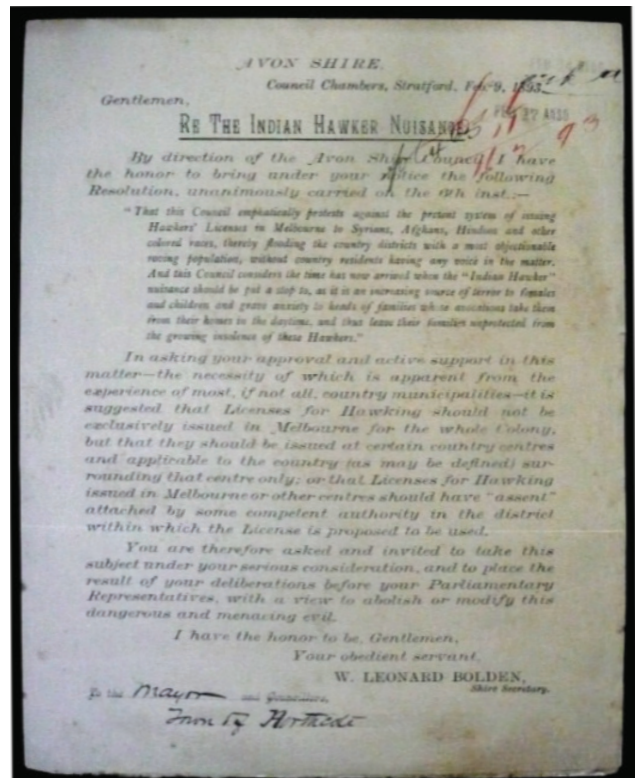 AVON SHIRE,
Council Chambers, Stratford, Feb. 9, 1893.
Gentlemen,
FEB 27 A1893
RE THE INDIAN HAWKER NUISANCE.
93
By direction of the Avon Shire Council I have
the honor to bring under your notice the following
Resolution, unanimously carried on the 6th inst.:—
"That this Council emphatically protests against the present system of issuing
Hawkers' Licenses in Melbourne to Syrians, Afghans, Hindoos and other
colored races, thereby flooding the country districts with a most objectionable
roving population, without country residents having any voice in the matter.
And this Council considers the time has now arrived when the "Indian Hawker"
nuisance should be put a stop to, as it is an increasing source of terror to females
and children and grave anxiety to heads of families whose avocations take them
from their homes in the daytime, and thus leave their families unprotected from
the growing insolence of these Hawkers."
In asking your approval and active support in this
matter—the necessity of which is apparent from the
experience of most, if not all, country municipalities—it is
suggested that Licenses for Hawking should not be
exclusively issued in Melbourne for the whole Colony,
but that they should be issued at certain country centres
and applicable to the country (as may be defined) sur-
rounding that centre only; or that Licenses for Hawking
issued in Melbourne or other centres should have "assent"
attached by some competent authority in the district
within which the License is proposed to be used.
You are therefore asked and invited to take this
subject under your serious consideration, and to place the
result of your deliberations before your Parliamentary
Representatives, with a view to abolish or modify this
dangerous and menacing evil.
I have the honor to be, Gentlemen,
Your obedient servant,
W. LEONARD BOLDEN,
Shire Secretary.
To the Mayor and Councillors,
Town of Northcote